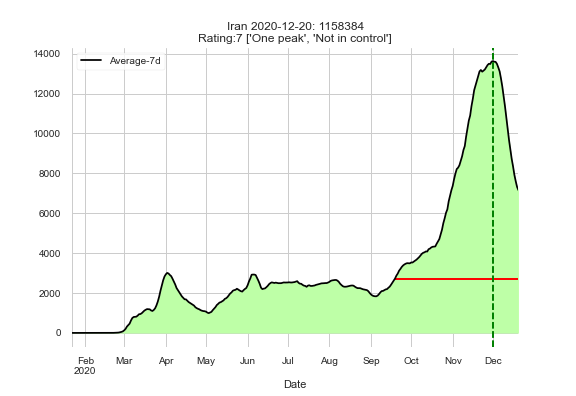 Iran 2020-12-20: 1158384
Rating:7 ['One peak', 'Not in control']
Average-7d
14000
12000
10000
8000
6000
4000
2000
0
Feb Mar Apr May Jun Jul Aug Sep Oct Nov Dec
2020
Date